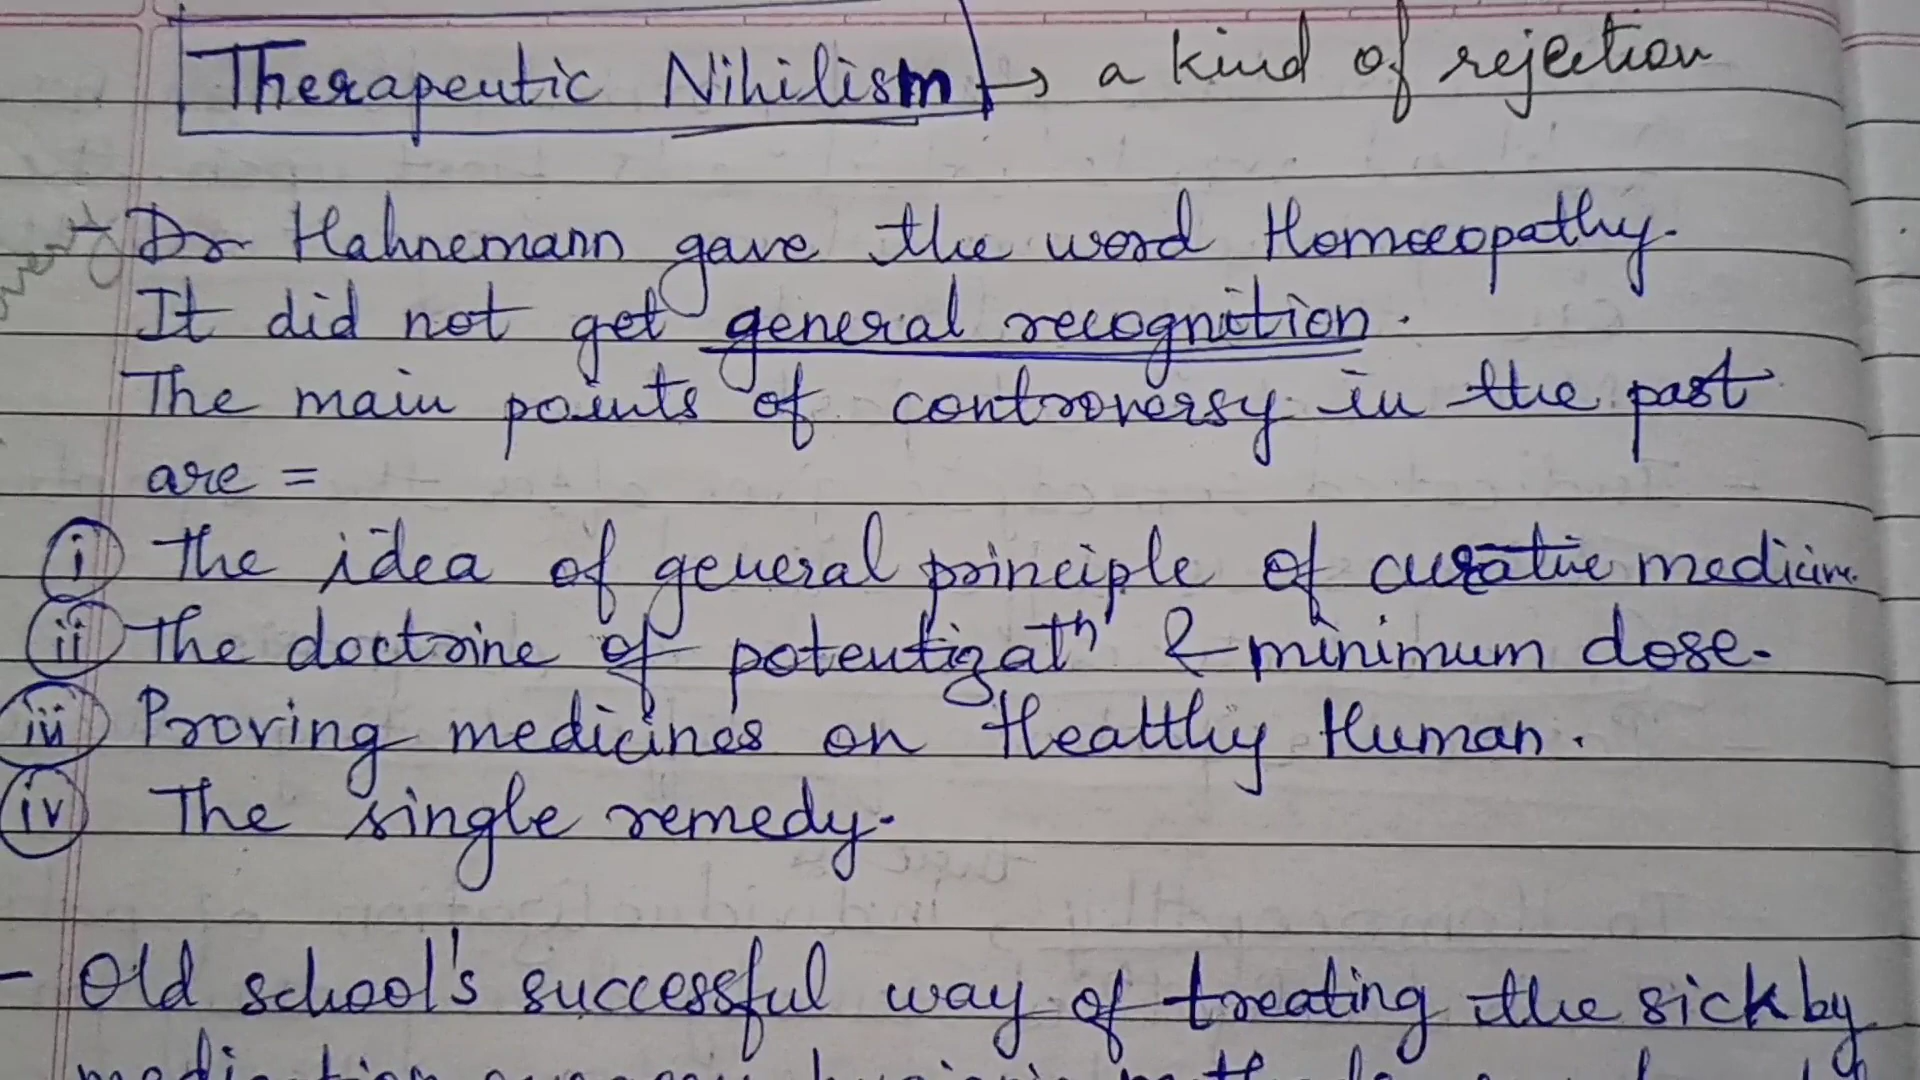 Therapeutic Nihilism → a kind of rejection
- Dr Hahnemann gave the word Homoeopathy.
It did not get general recognition.
The main points of controversy in the past
are =
(i) The idea of general principle of curative medicine.
(ii) The doctrine of potentizatn & minimum dose.
(iii) Proving medicines on Healthy Human.
(iv) The single remedy.
- Old school's successful way of treating the sick by